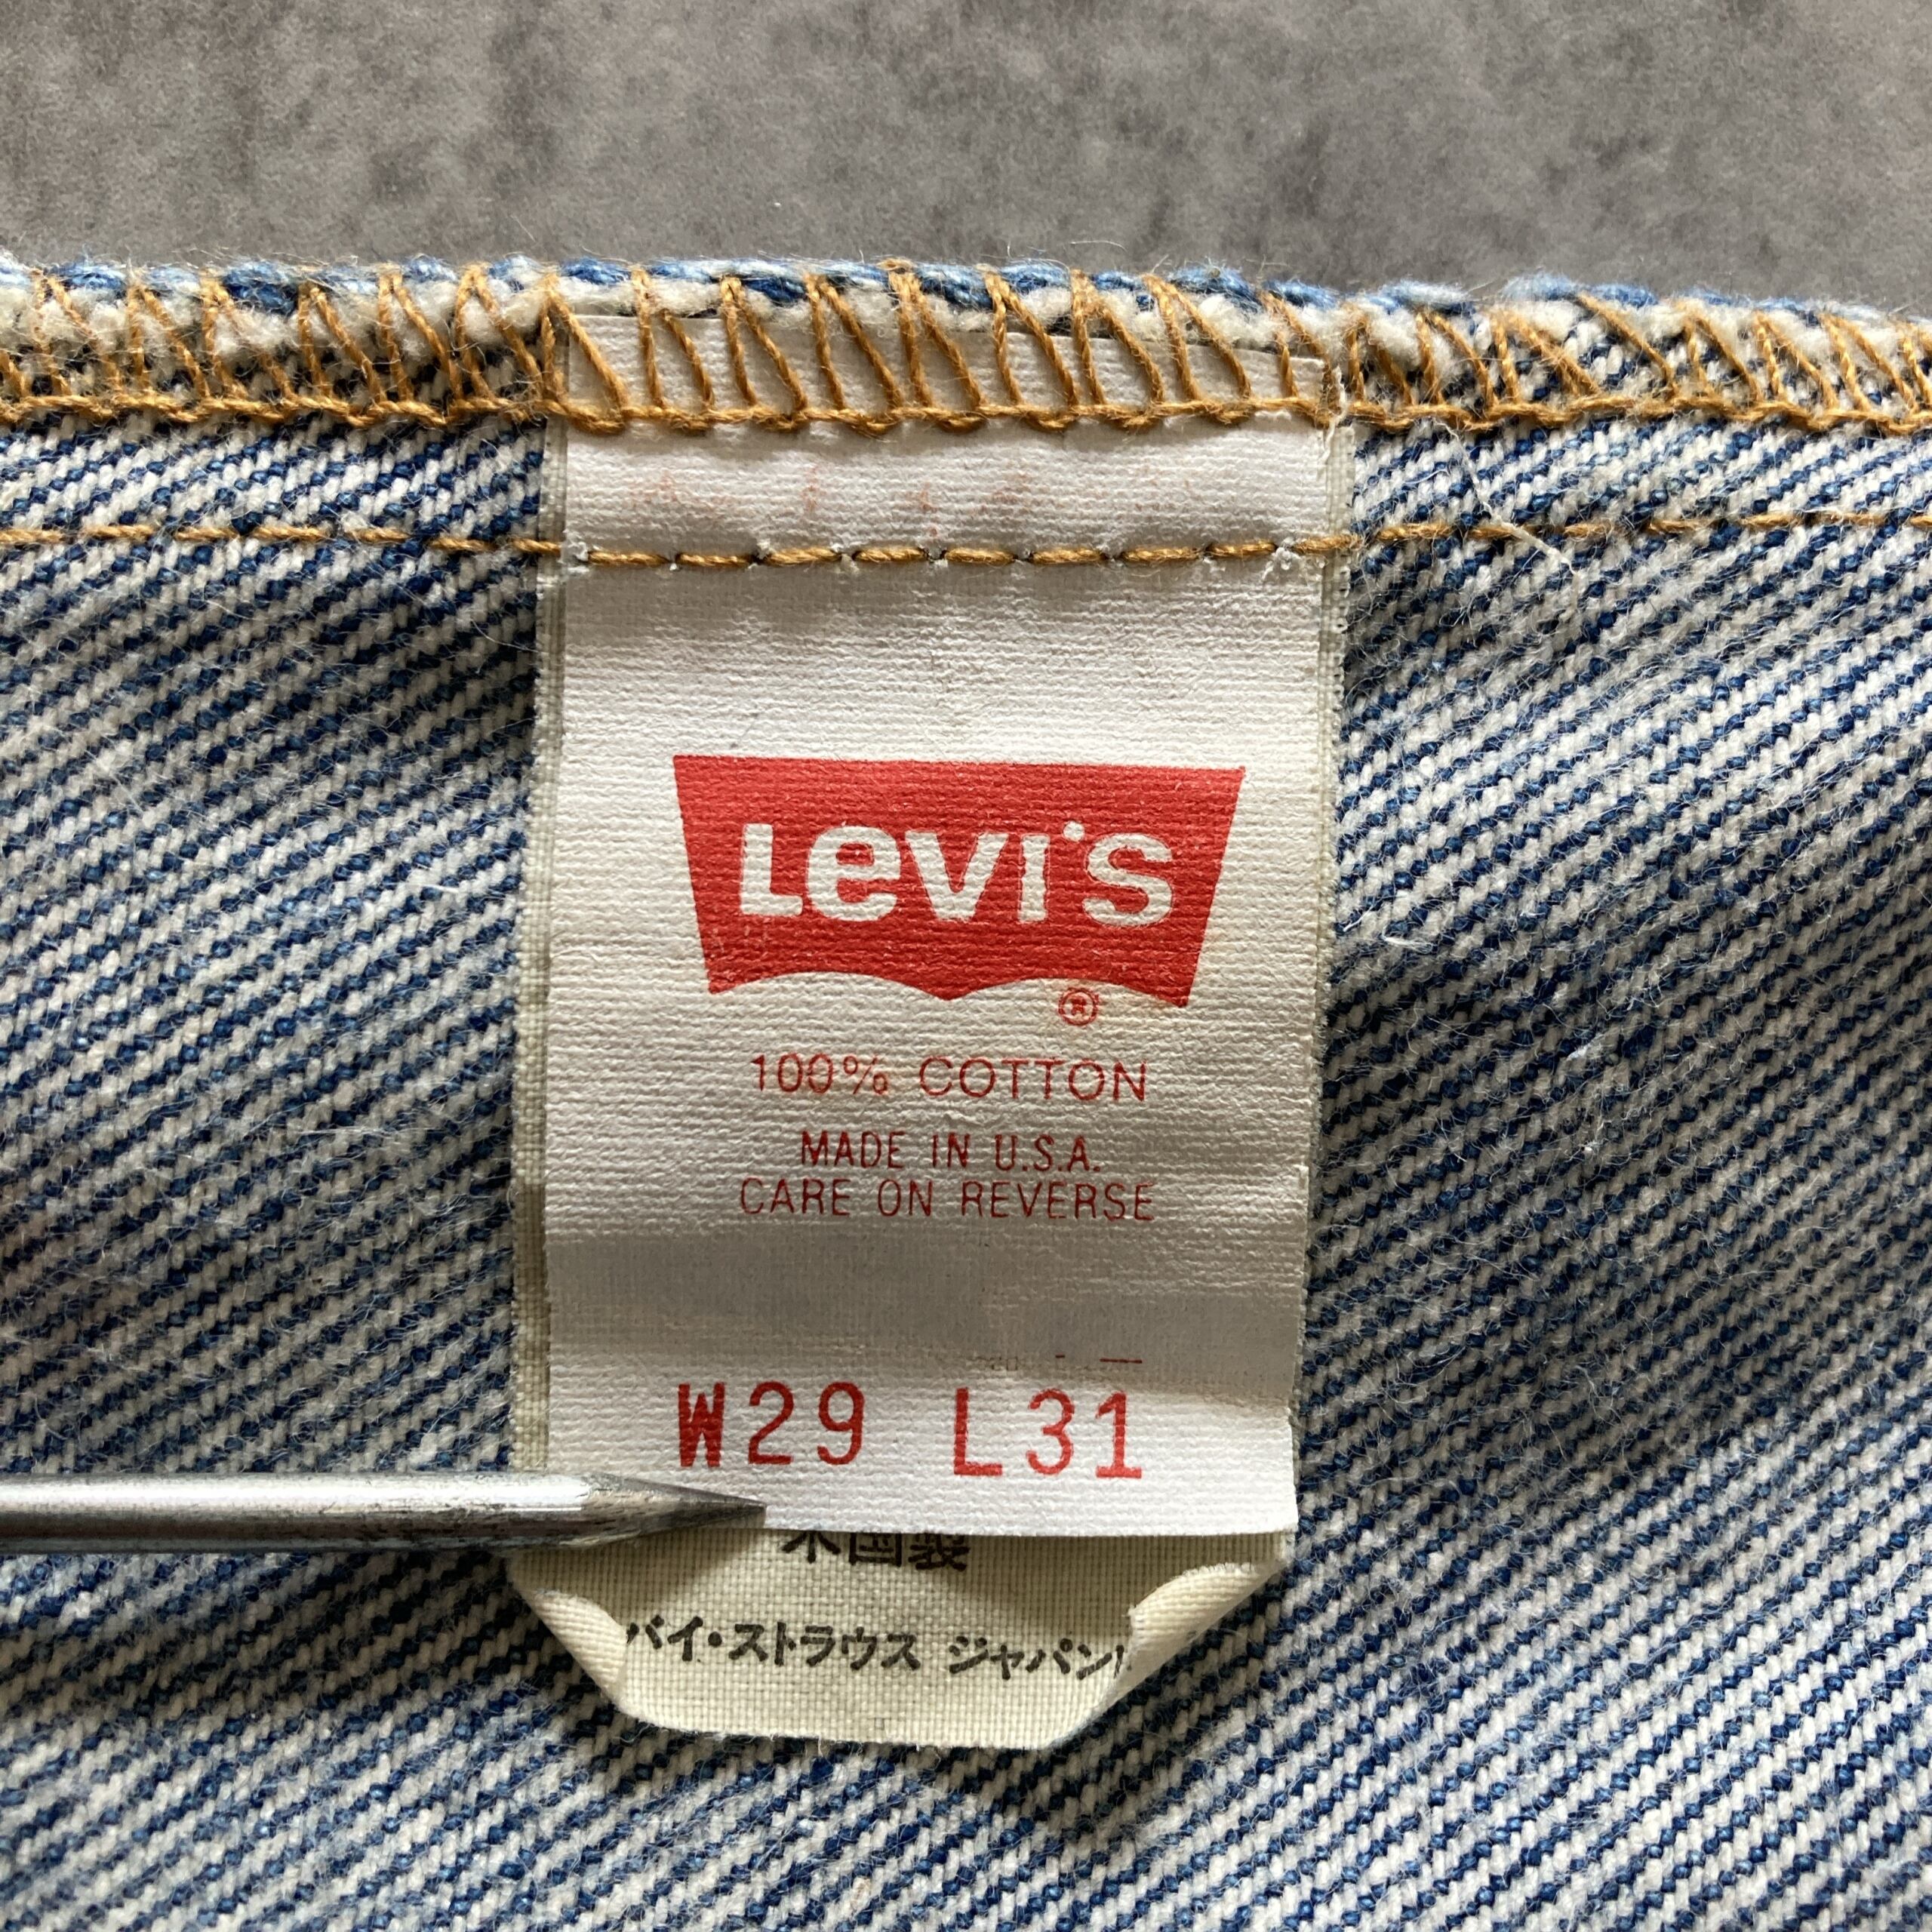 Levi's
®
100% COTTON
MADE IN U.S.A.
CARE ON REVERSE
W29 L31
米国製
バイ・ストラウス ジャパン